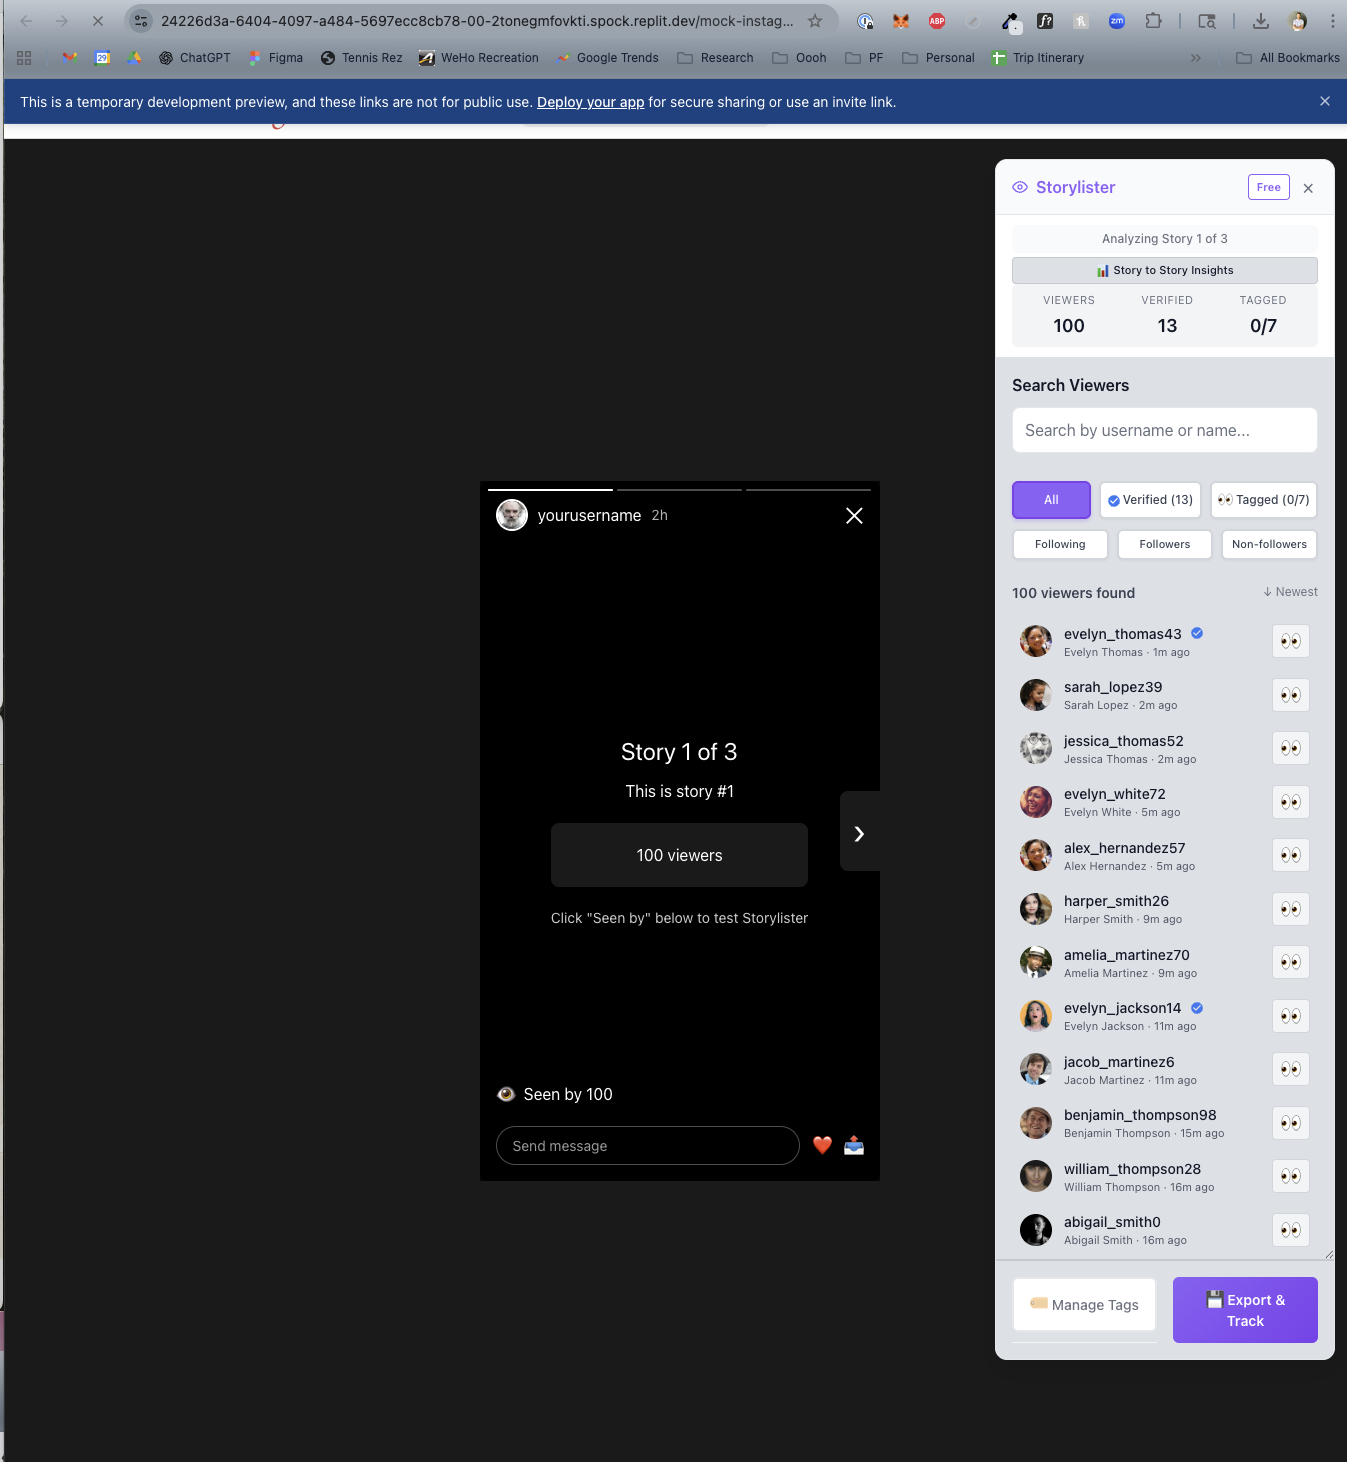 24226d3a-6404-4097-a484-5697ecc8cb78-00-2tonegmfovkti.spock.replit.dev/mock-instag...
ABP
f?
zm
29
ChatGPT
Figma
Tennis Rez
WeHo Recreation
Google Trends
Research
Oooh
PF
Personal
Trip Itinerary
»
All Bookmarks
This is a temporary development preview, and these links are not for public use. Deploy your app for secure sharing or use an invite link.
Storylister
Free
Analyzing Story 1 of 3
Story to Story Insights
VIEWERS VERIFIED TAGGED
100 13 0/7
Search Viewers
Search by username or name...
All
Verified (13)
Tagged (0/7)
Following
Followers
Non-followers
100 viewers found
↓ Newest
evelyn_thomas43
Evelyn Thomas · 1m ago
sarah_lopez39
Sarah Lopez · 2m ago
jessica_thomas52
Jessica Thomas · 2m ago
evelyn_white72
Evelyn White · 5m ago
alex_hernandez57
Alex Hernandez · 5m ago
harper_smith26
Harper Smith · 9m ago
amelia_martinez70
Amelia Martinez · 9m ago
evelyn_jackson14
Evelyn Jackson · 11m ago
jacob_martinez6
Jacob Martinez · 11m ago
benjamin_thompson98
Benjamin Thompson · 15m ago
william_thompson28
William Thompson · 16m ago
abigail_smith0
Abigail Smith · 16m ago
Manage Tags
Export &
Track
yourusername 2h
Story 1 of 3
This is story #1
100 viewers
Click "Seen by" below to test Storylister
Seen by 100
Send message